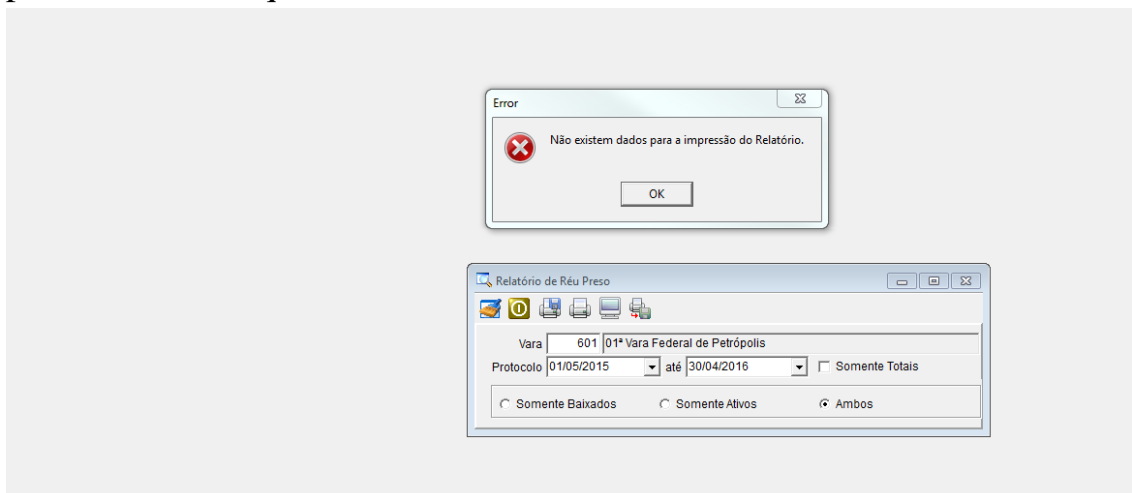 Error
Não existem dados para a impressão do Relatório.
OK
Relatório de Réu Preso
Vara 601 01ª Vara Federal de Petrópolis
Protocolo 01/05/2015 até 30/04/2016 Somente Totais
Somente Baixados Somente Ativos Ambos